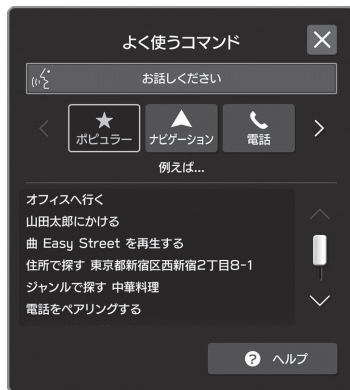 よく使うコマンド
お話しください
ポピュラー
ナビゲーション
電話
例えば...
オフィスへ行く
山田太郎にかける
曲 Easy Street を再生する
住所で探す 東京都新宿区西新宿2丁目8-1
ジャンルで探す 中華料理
電話をペアリングする
? ヘルプ